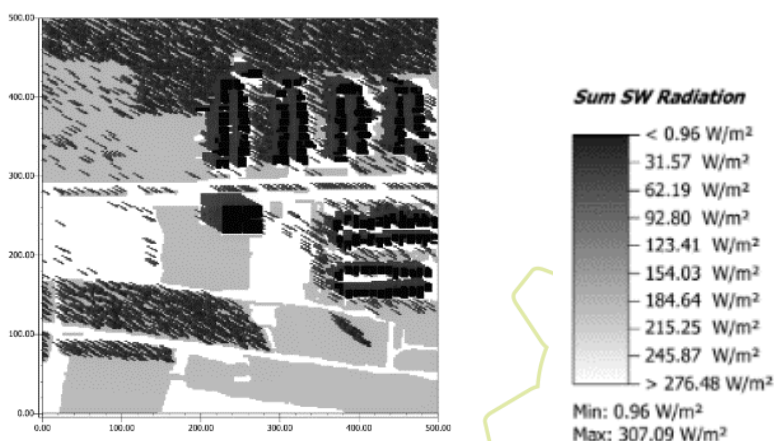 500.00
400.00
300.00
200.00
100.00
0.00
0.00 100.00 200.00 300.00 400.00 500.00
Sum SW Radiation
< 0.96 W/m²
31.57 W/m²
62.19 W/m²
92.80 W/m²
123.41 W/m²
154.03 W/m²
184.64 W/m²
215.25 W/m²
245.87 W/m²
> 276.48 W/m²
Min: 0.96 W/m²
Max: 307.09 W/m²